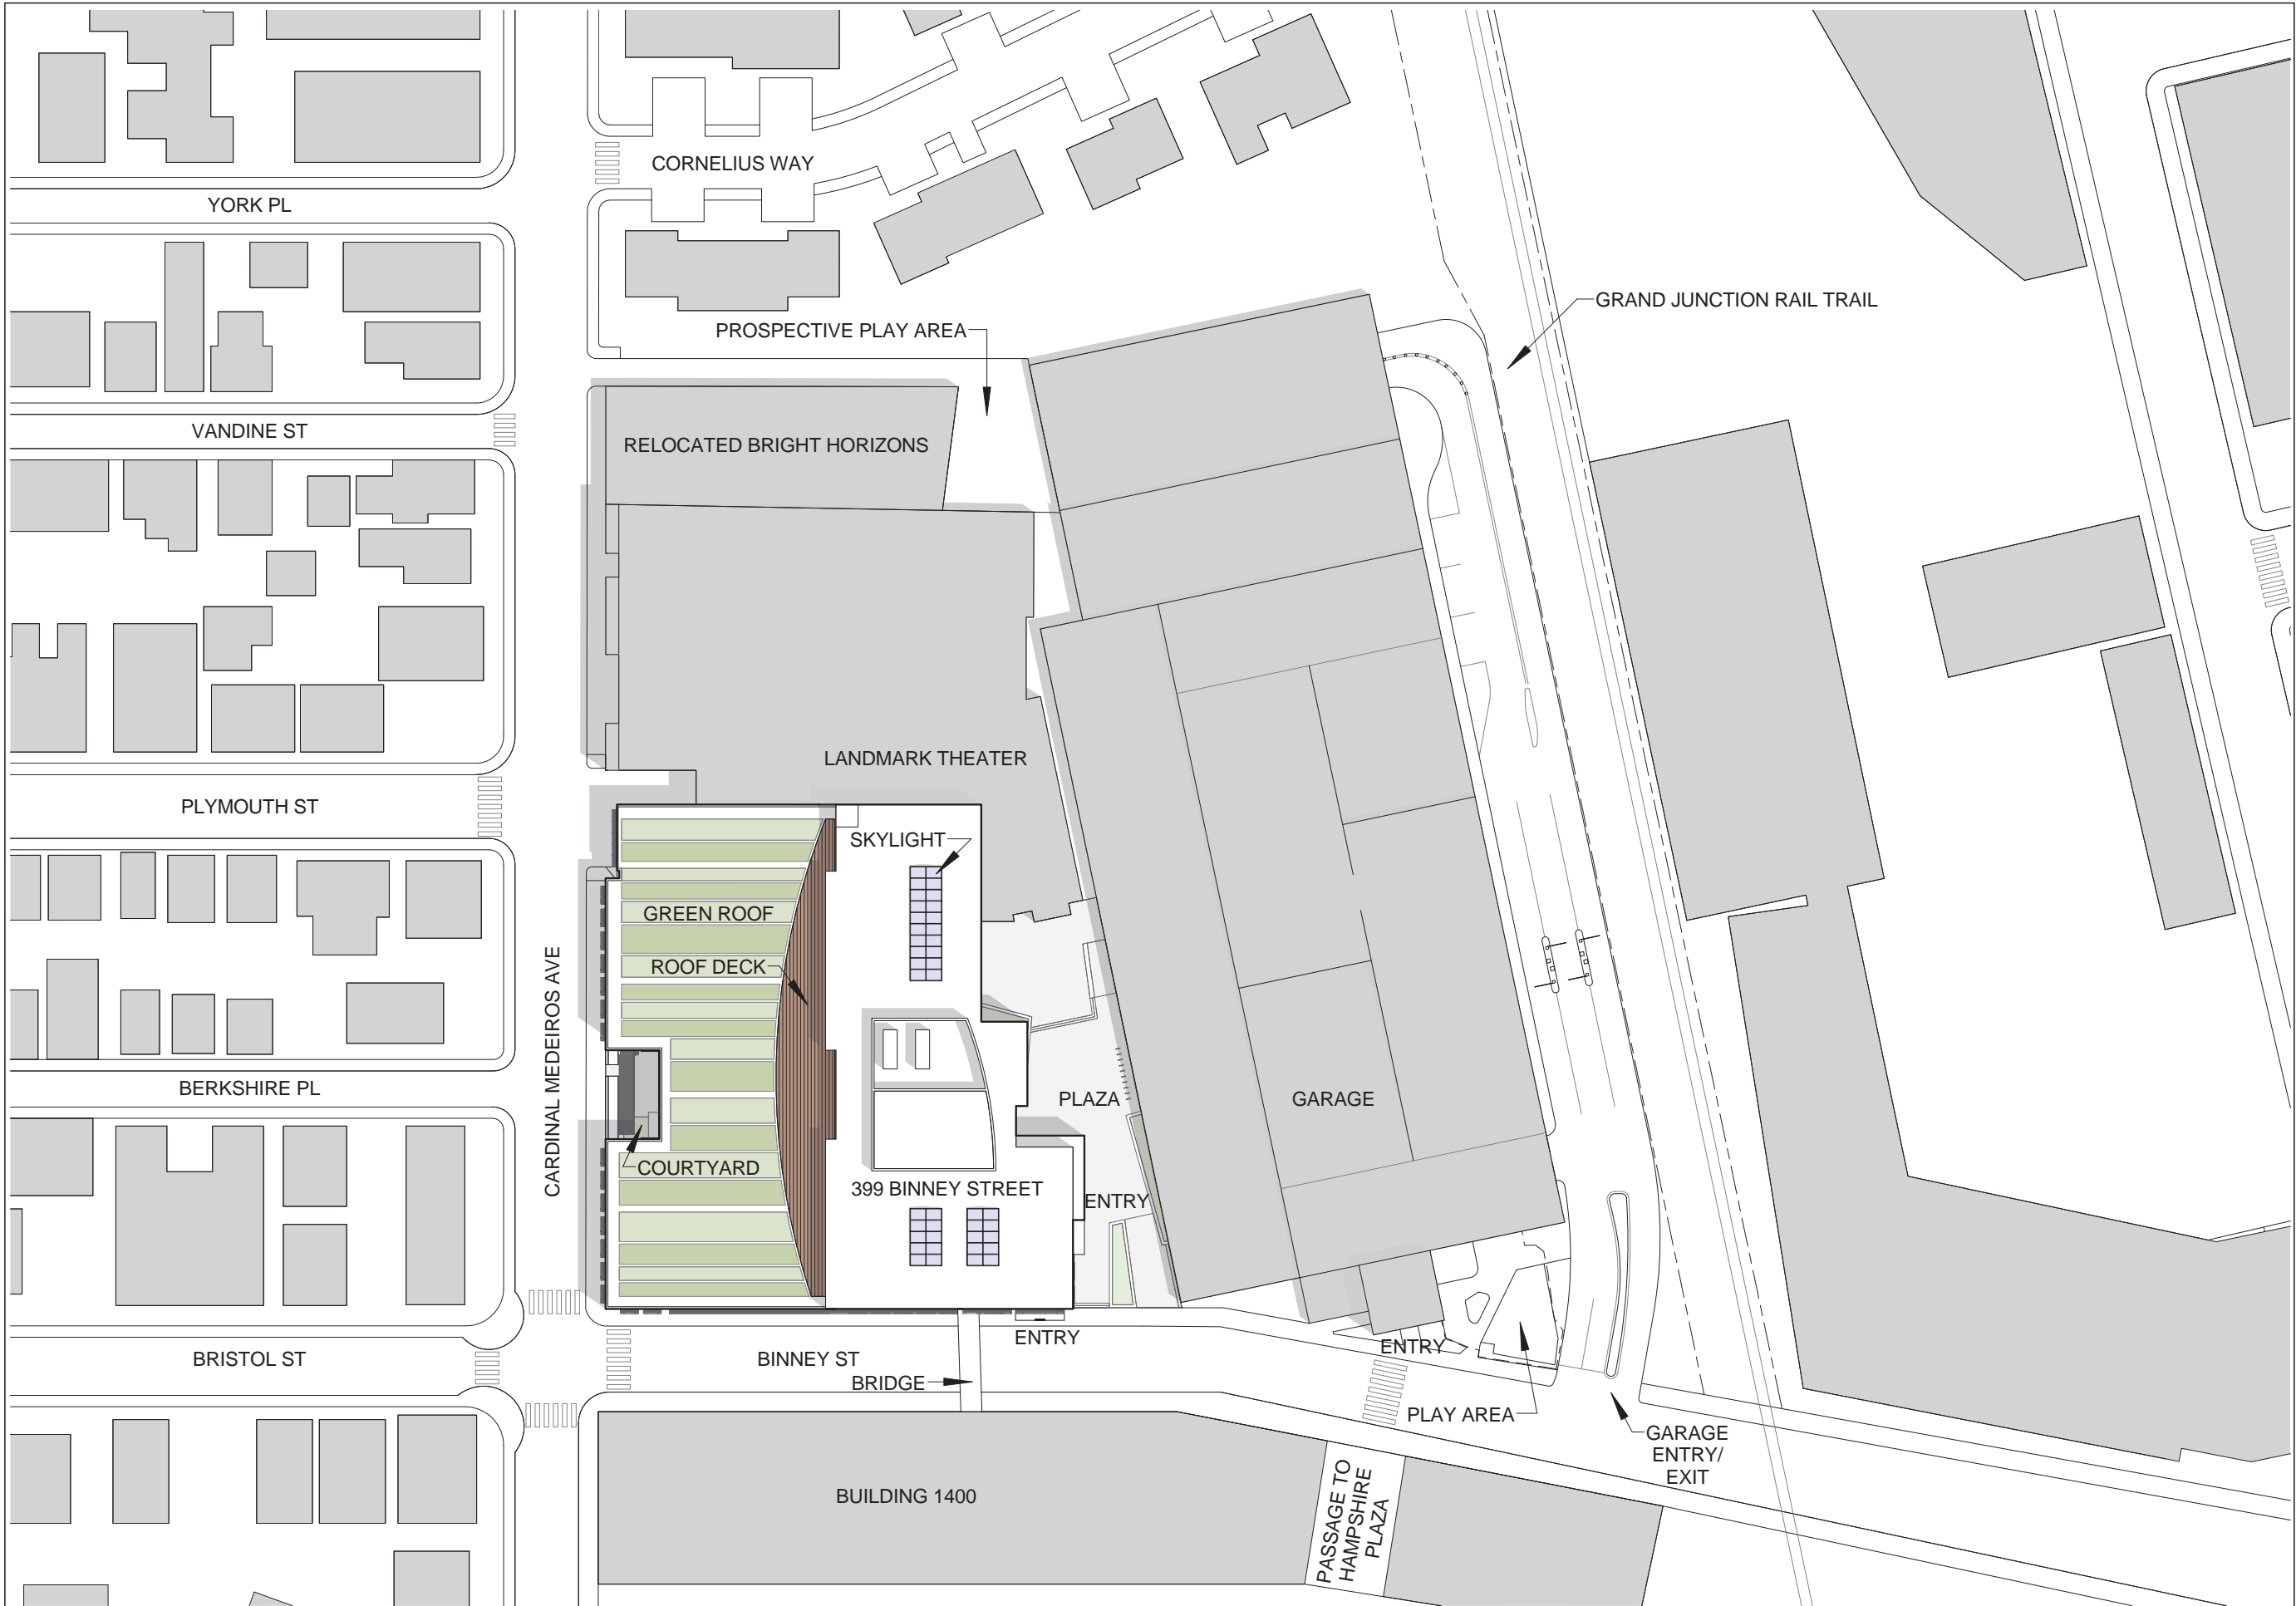 CORNELIUS WAY
YORK PL
GRAND JUNCTION RAIL TRAIL
PROSPECTIVE PLAY AREA
VANDINE ST
RELOCATED BRIGHT HORIZONS
LANDMARK THEATER
PLYMOUTH ST
SKYLIGHT
GREEN ROOF
ROOF DECK
CARDINAL MEDEIROS AVE
BERKSHIRE PL
PLAZA
GARAGE
COURTYARD
399 BINNEY STREET
ENTRY
ENTRY
ENTRY
BRISTOL ST
BINNEY ST
BRIDGE
PLAY AREA
GARAGE
ENTRY/
EXIT
BUILDING 1400
PASSAGE TO
HAMPSHIRE
PLAZA